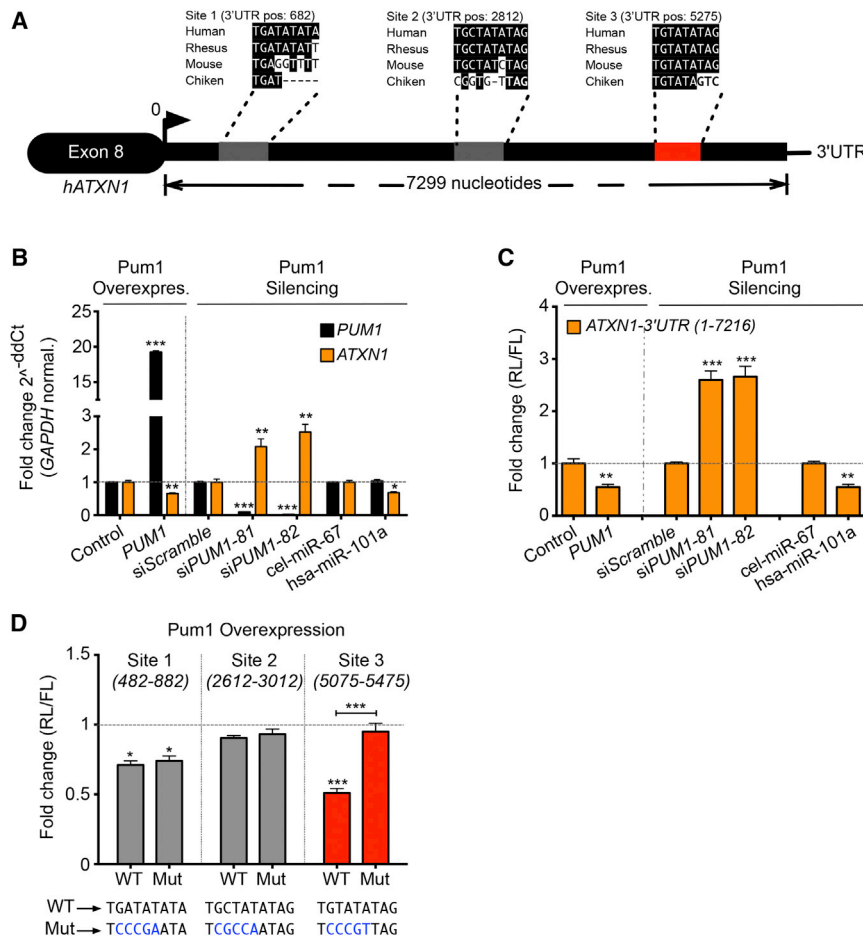 A
Site 1 (3'UTR pos: 682)
Human TGATATATA
Rhesus TGATATATT
Mouse TGAGGTTTT
Chiken TGAT-----
Site 2 (3'UTR pos: 2812)
Human TGCTATATAG
Rhesus TGCTATATAG
Mouse TGCTATCTAG
Chiken CGGTG-TTAG
Site 3 (3'UTR pos: 5275)
Human TGTATATAG
Rhesus TGTATATAG
Mouse TGTATATAG
Chiken TGTATAGTC
0
Exon 8
3'UTR
hATXN1
7299 nucleotides
B
Pum1
Overexpres.
Pum1
Silencing
Fold change 2^-ddCt
(GAPDH normal.)
25
20
15
10
3
2
1
0
PUM1
ATXN1
***
**
***
**
***
**
*
Control
PUM1
siScramble
siPUM1-81
siPUM1-82
cel-miR-67
hsa-miR-101a
C
Pum1
Overexpres.
Pum1
Silencing
Fold change (RL/FL)
4
3
2
1
0
ATXN1-3'UTR (1-7216)
**
***
***
**
Control
PUM1
siScramble
siPUM1-81
siPUM1-82
cel-miR-67
hsa-miR-101a
D
Pum1 Overexpression
Fold change (RL/FL)
1.5
1
0.5
0
Site 1
(482-882)
Site 2
(2612-3012)
Site 3
(5075-5475)
*
*
***
***
WT Mut WT Mut WT Mut
WT TGATATATA TGCTATATAG TGTATATAG
Mut TCCCGAATA TCGCCAATAG TCCCGTTAG